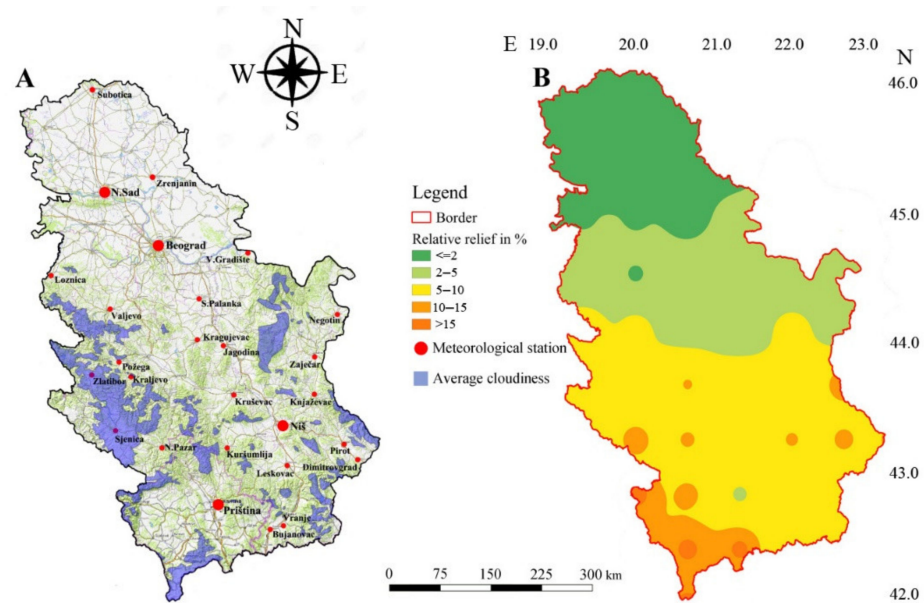 N
W E
S
A
Subotica
N.Sad
Zrenjanin
Beograd
V.Gradište
Loznica
S.Palanka
Valjevo
Negotin
Kragujevac
Jagodina
Požega
Zaječar
Zlatibor
Kraljevo
Kruševac
Knjaževac
Niš
Sjenica
N.Pazar
Kuršumlija
Pirot
Leskovac
Dimitrovgrad
Priština
Vranje
Bujanovac
Legend
Border
Relative relief in %
<=2
2–5
5–10
10–15
>15
Meteorological station
Average cloudiness
0 75 150 225 300 km
E 19.0 20.0 21.0 22.0 23.0
B
N
46.0
45.0
44.0
43.0
42.0